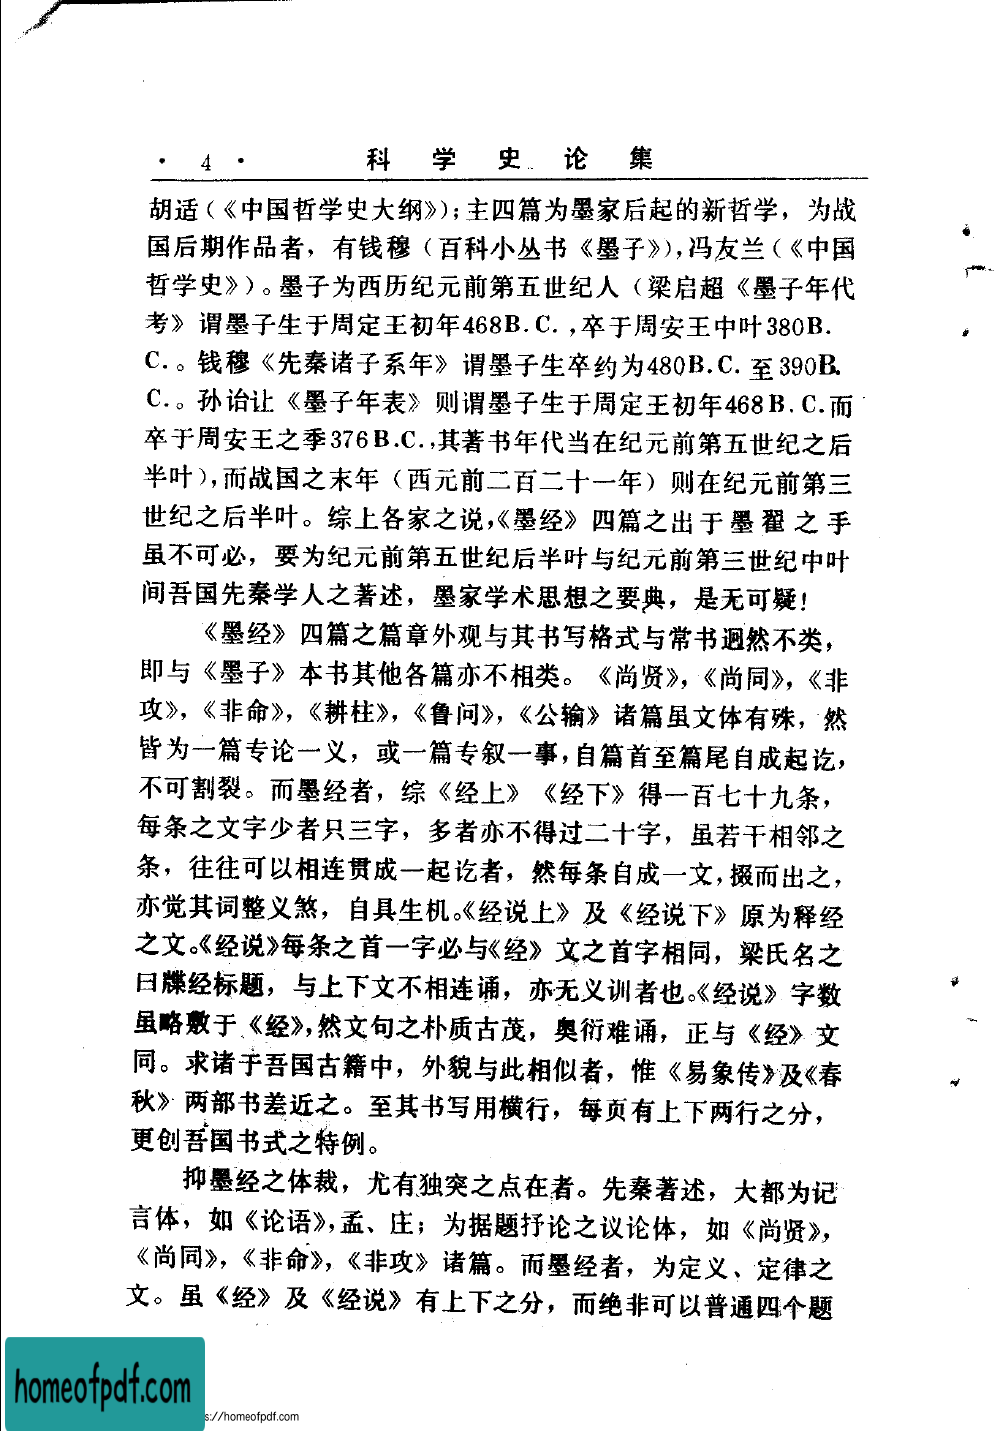 · 4 · 科学史论集
胡适（《中国哲学史大纲》）；主四篇为墨家后起的新哲学，为战
国后期作品者，有钱穆（百科小丛书《墨子》），冯友兰（《中国
哲学史》）。墨子为西历纪元前第五世纪人（梁启超《墨子年代
考》谓墨子生于周定王初年468B.C.，卒于周安王中叶380B.
C.。钱穆《先秦诸子系年》谓墨子生卒约为480B.C.至390B.
C.。孙诒让《墨子年表》则谓墨子生于周定王初年468B.C.而
卒于周安王之季376B.C.，其著书年代当在纪元前第五世纪之后
半叶），而战国之末年（西元前二百二十一年）则在纪元前第三
世纪之后半叶。综上各家之说，《墨经》四篇之出于墨翟之手
虽不可必，要为纪元前第五世纪后半叶与纪元前第三世纪中叶
间吾国先秦学人之著述，墨家学术思想之要典，是无可疑！
《墨经》四篇之篇章外观与其书写格式与常书迥然不类，
即与《墨子》本书其他各篇亦不相类。《尚贤》，《尚同》，《非
攻》，《非命》，《耕柱》，《鲁问》，《公输》诸篇虽文体有殊，然
皆为一篇专论一义，或一篇专叙一事，自篇首至篇尾自成起讫，
不可割裂。而墨经者，综《经上》《经下》得一百七十九条，
每条之文字少者只三字，多者亦不得过二十字，虽若干相邻之
条，往往可以相连贯成一起讫者，然每条自成一文，掇而出之，
亦觉其词整义煞，自具生机。《经说上》及《经说下》原为释经
之文。《经说》每条之首一字必与《经》文之首字相同，梁氏名之
曰牒经标题，与上下文不相连诵，亦无义训者也。《经说》字数
虽略敷于《经》，然文句之朴质古茂，奥衍难诵，正与《经》文
同。求诸于吾国古籍中，外貌与此相似者，惟《易象传》及《春
秋》两部书差近之。至其书写用横行，每页有上下两行之分，
更创吾国书式之特例。
抑墨经之体裁，尤有独突之点在者。先秦著述，大都为记
言体，如《论语》，孟、庄；为据题抒论之议论体，如《尚贤》，
《尚同》，《非命》，《非攻》诸篇。而墨经者，为定义、定律之
文。虽《经》及《经说》有上下之分，而绝非可以普通四个题
homeofpdf.com
s://homeofpdf.com